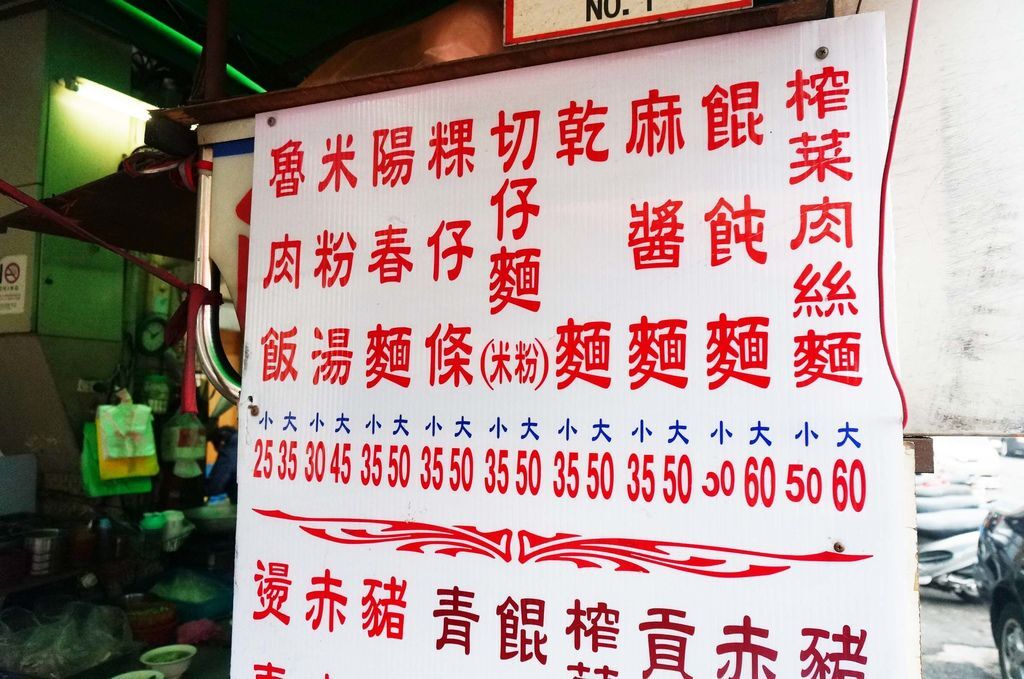 NO. 1
榨菜肉絲麵 小 50 大 60
餛飩麵 小 50 大 60
麻醬麵 小 35 大 50
乾麵 小 35 大 50
切仔麵(米粉) 小 35 大 50
粿仔條 小 35 大 50
陽春麵 小 35 大 50
米粉湯 小 30 大 45
魯肉飯 小 25 大 35
豬
赤
貢
榨
餛
青
豬
赤
燙青